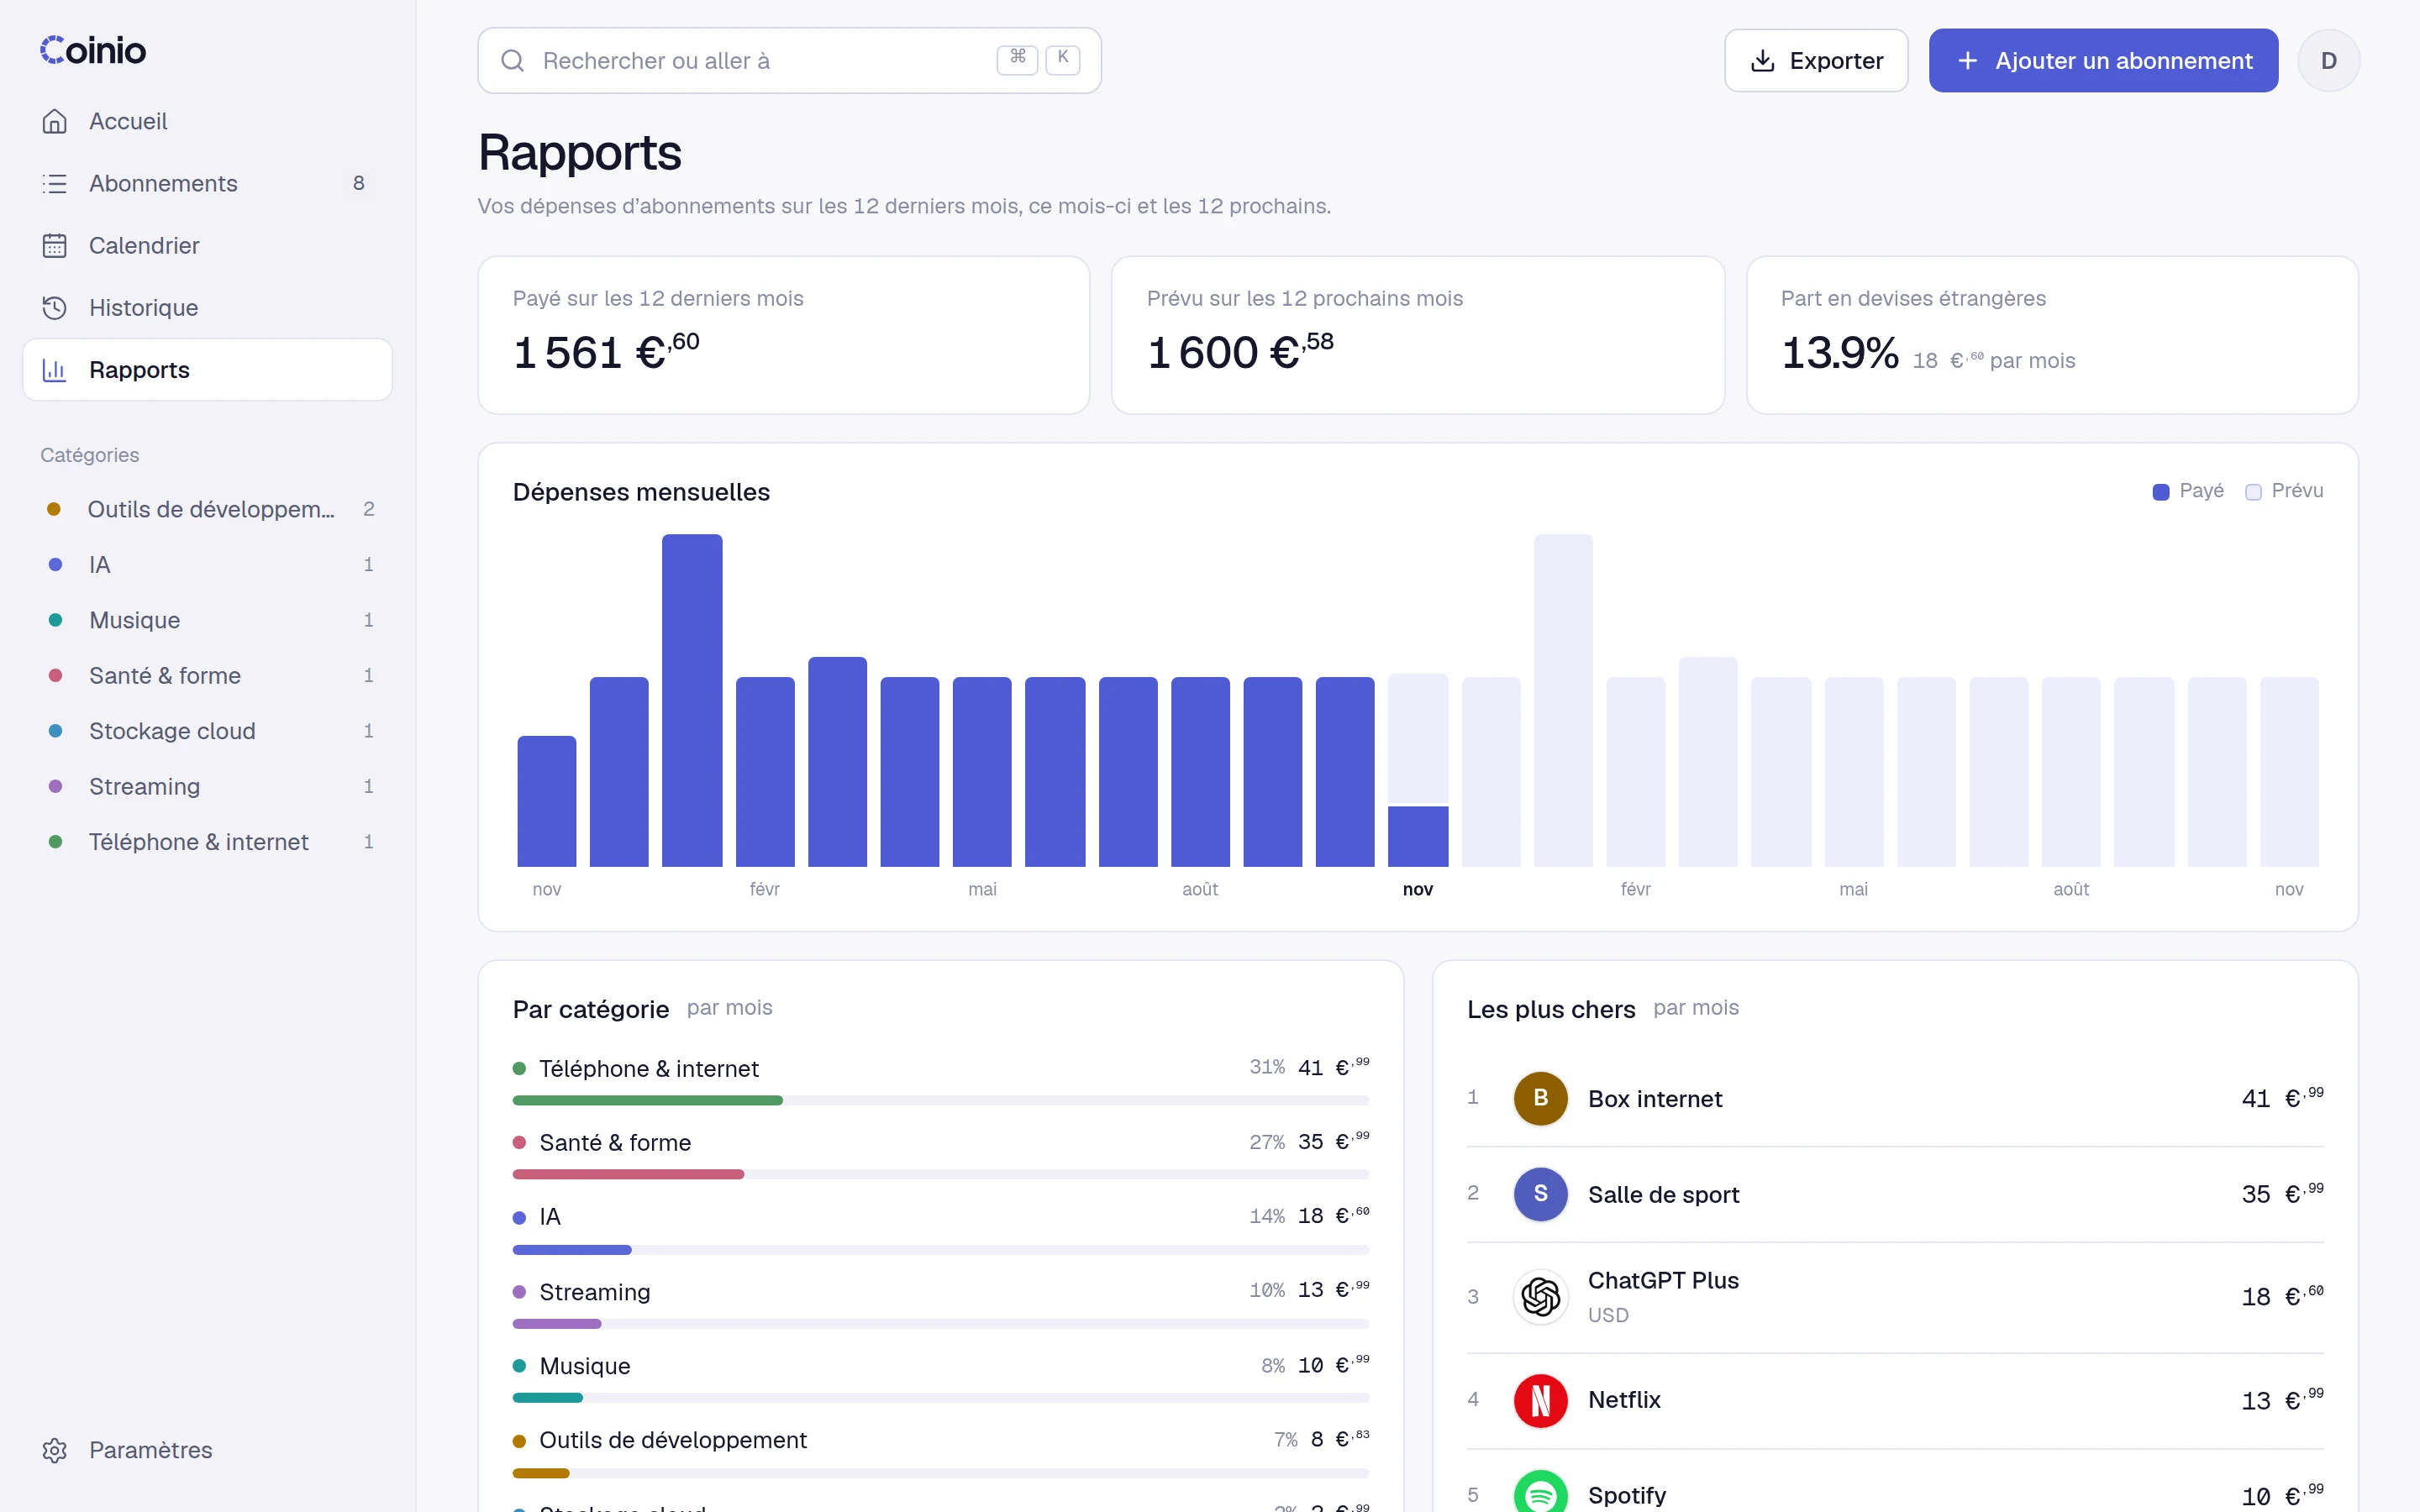 Coinio
Accueil
Abonnements 8
Calendrier
Historique
Rapports
Catégories
Outils de développem... 2
IA 1
Musique 1
Santé & forme 1
Stockage cloud 1
Streaming 1
Téléphone & internet 1
Paramètres
Rechercher ou aller à ⌘ K
Exporter
Ajouter un abonnement
D
Rapports
Vos dépenses d’abonnements sur les 12 derniers mois, ce mois-ci et les 12 prochains.
Payé sur les 12 derniers mois
1 561 €,60
Prévu sur les 12 prochains mois
1 600 €,58
Part en devises étrangères
13.9% 18 €,60 par mois
Dépenses mensuelles
Payé Prévu
nov févr mai août nov févr mai août nov
Par catégorie par mois
Téléphone & internet 31% 41 €,99
Santé & forme 27% 35 €,99
IA 14% 18 €,60
Streaming 10% 13 €,99
Musique 8% 10 €,99
Outils de développement 7% 8 €,83
Stockage cloud 2% 2 €,99
Les plus chers par mois
1 B Box internet 41 €,99
2 S Salle de sport 35 €,99
3 ChatGPT Plus 18 €,60
USD
4 N Netflix 13 €,99
5 Spotify 10 €,99